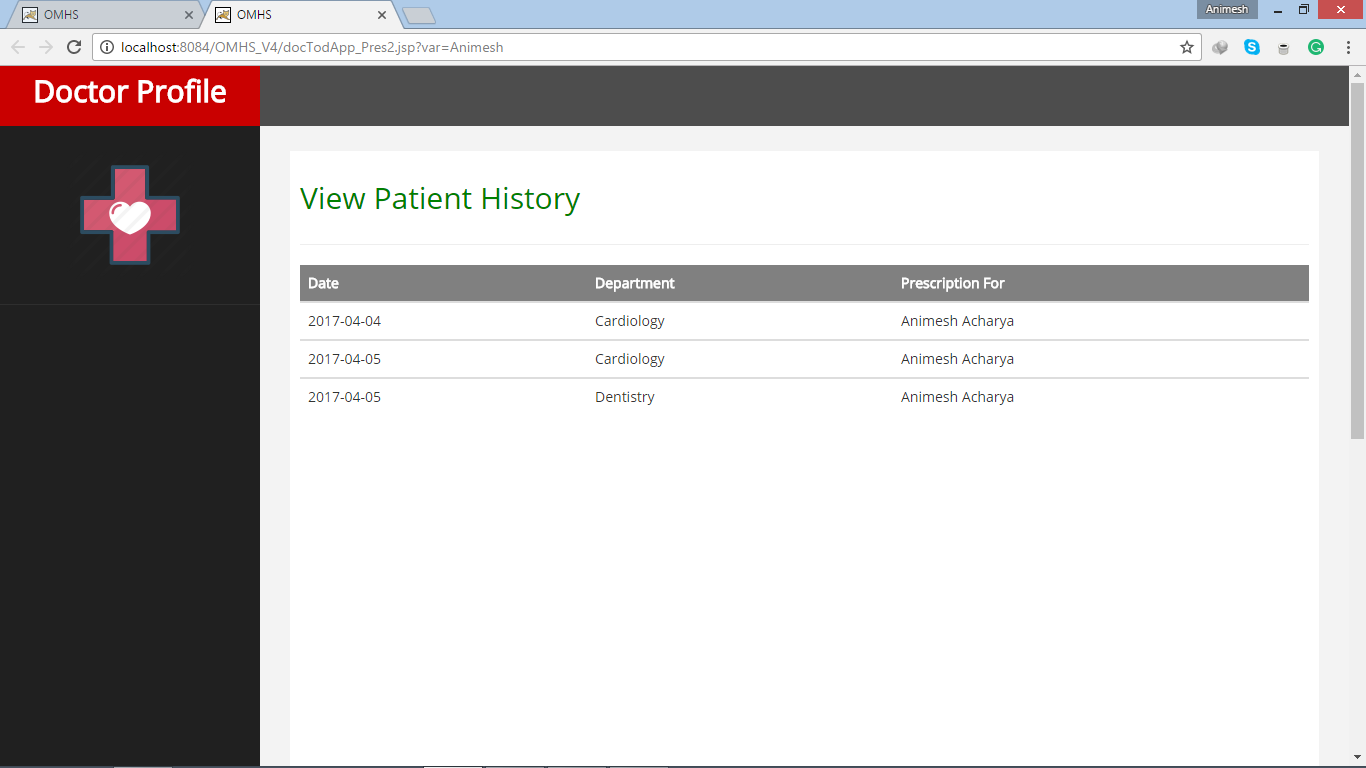 OMHS OMHS Animesh
localhost:8084/OMHS_V4/docTodApp_Pres2.jsp?var=Animesh
Doctor Profile
View Patient History
Date Department Prescription For
2017-04-04 Cardiology Animesh Acharya
2017-04-05 Cardiology Animesh Acharya
2017-04-05 Dentistry Animesh Acharya